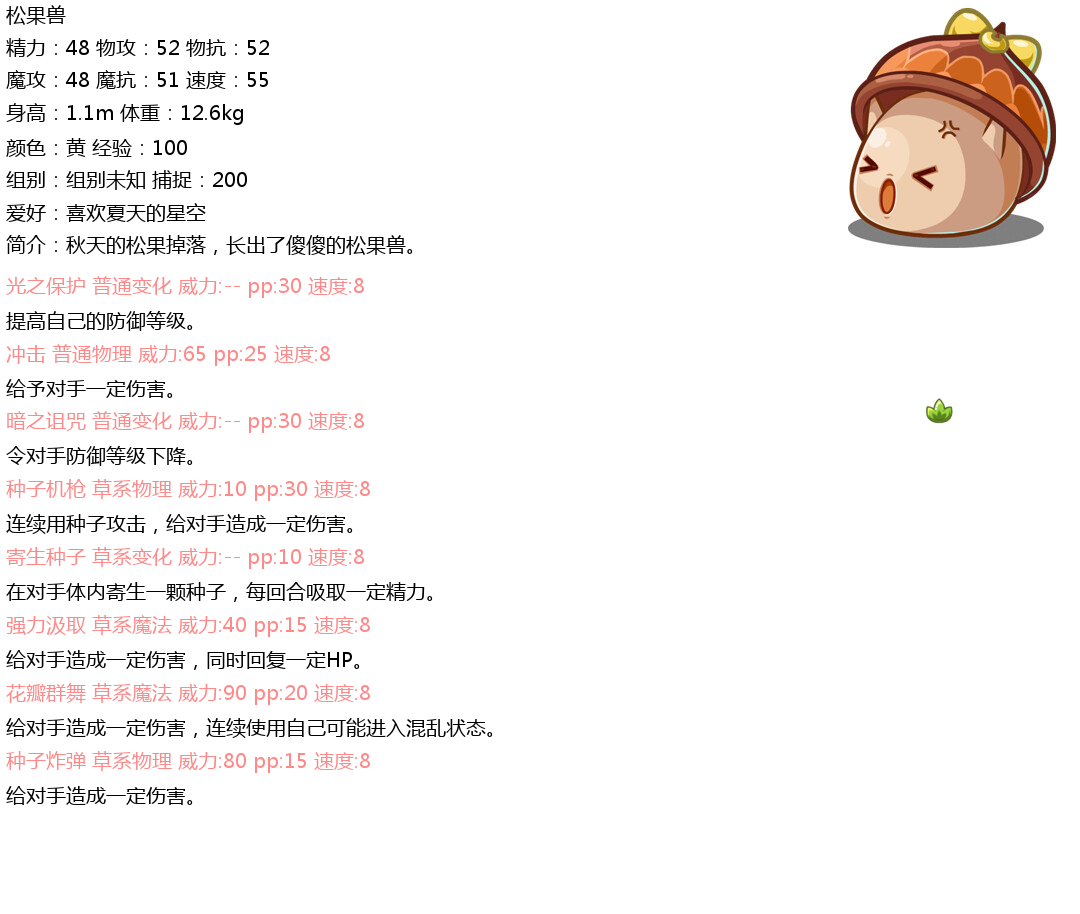 松果兽
精力：48 物攻：52 物抗：52
魔攻：48 魔抗：51 速度：55
身高：1.1m 体重：12.6kg
颜色：黄 经验：100
组别：组别未知 捕捉：200
爱好：喜欢夏天的星空
简介：秋天的松果掉落，长出了傻傻的松果兽。
光之保护 普通变化 威力:-- pp:30 速度:8
提高自己的防御等级。
冲击 普通物理 威力:65 pp:25 速度:8
给予对手一定伤害。
暗之诅咒 普通变化 威力:-- pp:30 速度:8
令对手防御等级下降。
种子机枪 草系物理 威力:10 pp:30 速度:8
连续用种子攻击，给对手造成一定伤害。
寄生种子 草系变化 威力:-- pp:10 速度:8
在对手体内寄生一颗种子，每回合吸取一定精力。
强力汲取 草系魔法 威力:40 pp:15 速度:8
给对手造成一定伤害，同时回复一定HP。
花瓣群舞 草系魔法 威力:90 pp:20 速度:8
给对手造成一定伤害，连续使用自己可能进入混乱状态。
种子炸弹 草系物理 威力:80 pp:15 速度:8
给对手造成一定伤害。